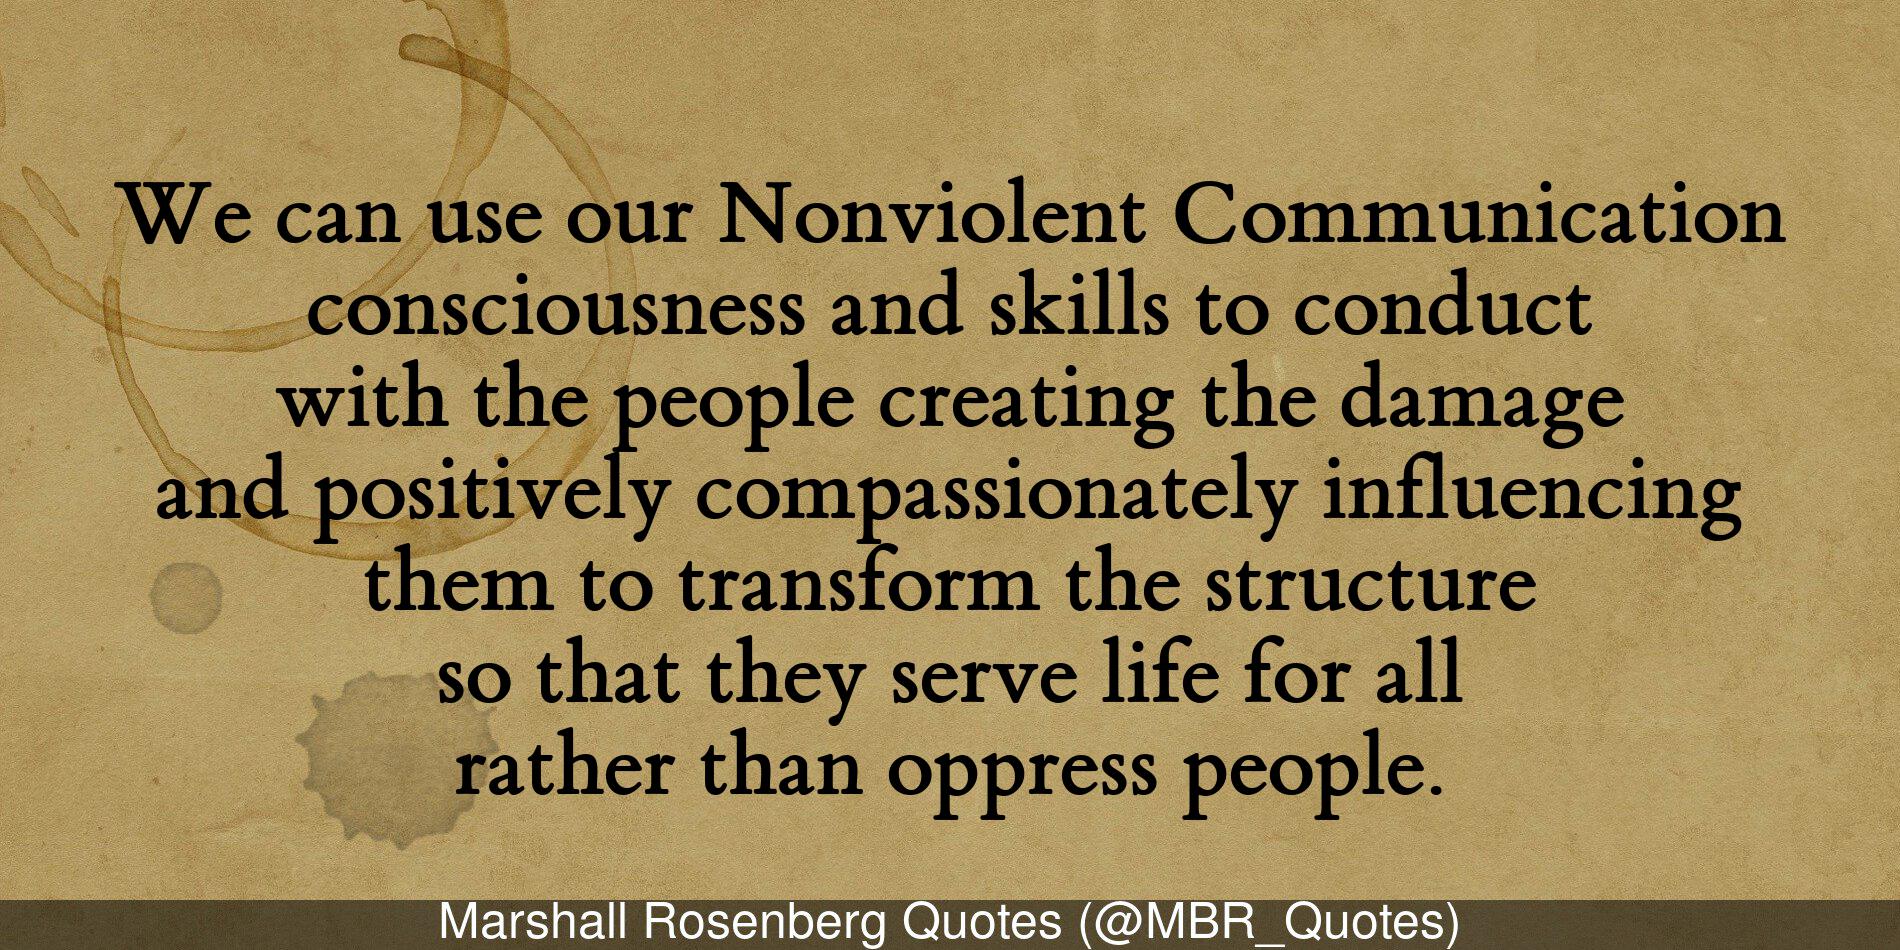 We can use our Nonviolent Communication
consciousness and skills to conduct
with the people creating the damage
and positively compassionately influencing
them to transform the structure
so that they serve life for all
rather than oppress people.
Marshall Rosenberg Quotes (@MBR_Quotes)